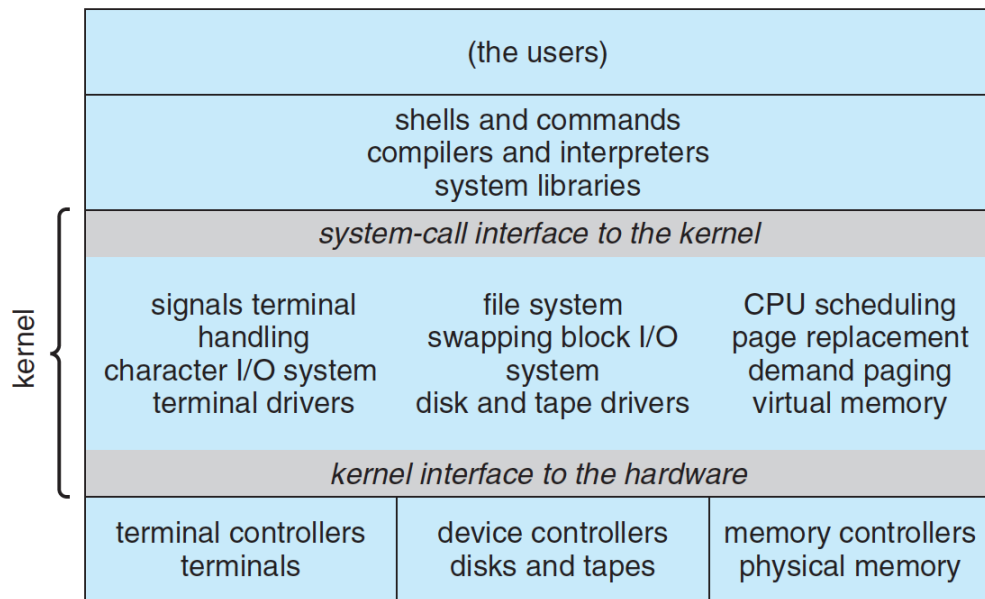 (the users)
shells and commands
compilers and interpreters
system libraries
system-call interface to the kernel
kernel
signals terminal
handling
character I/O system
terminal drivers
file system
swapping block I/O
system
disk and tape drivers
CPU scheduling
page replacement
demand paging
virtual memory
kernel interface to the hardware
terminal controllers
terminals
device controllers
disks and tapes
memory controllers
physical memory